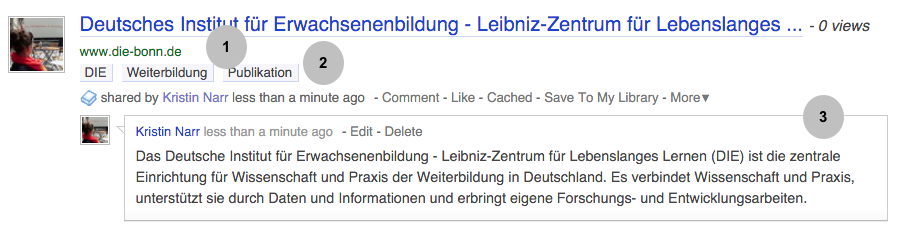 Deutsches Institut für Erwachsenenbildung - Leibniz-Zentrum für Lebenslanges ... - 0 views
www.die-bonn.de
1
DIE Weiterbildung Publikation
2
shared by Kristin Narr less than a minute ago - Comment - Like - Cached - Save To My Library - More▼
Kristin Narr less than a minute ago - Edit - Delete
3
Das Deutsche Institut für Erwachsenenbildung - Leibniz-Zentrum für Lebenslanges Lernen (DIE) ist die zentrale
Einrichtung für Wissenschaft und Praxis der Weiterbildung in Deutschland. Es verbindet Wissenschaft und Praxis,
unterstützt sie durch Daten und Informationen und erbringt eigene Forschungs- und Entwicklungsarbeiten.